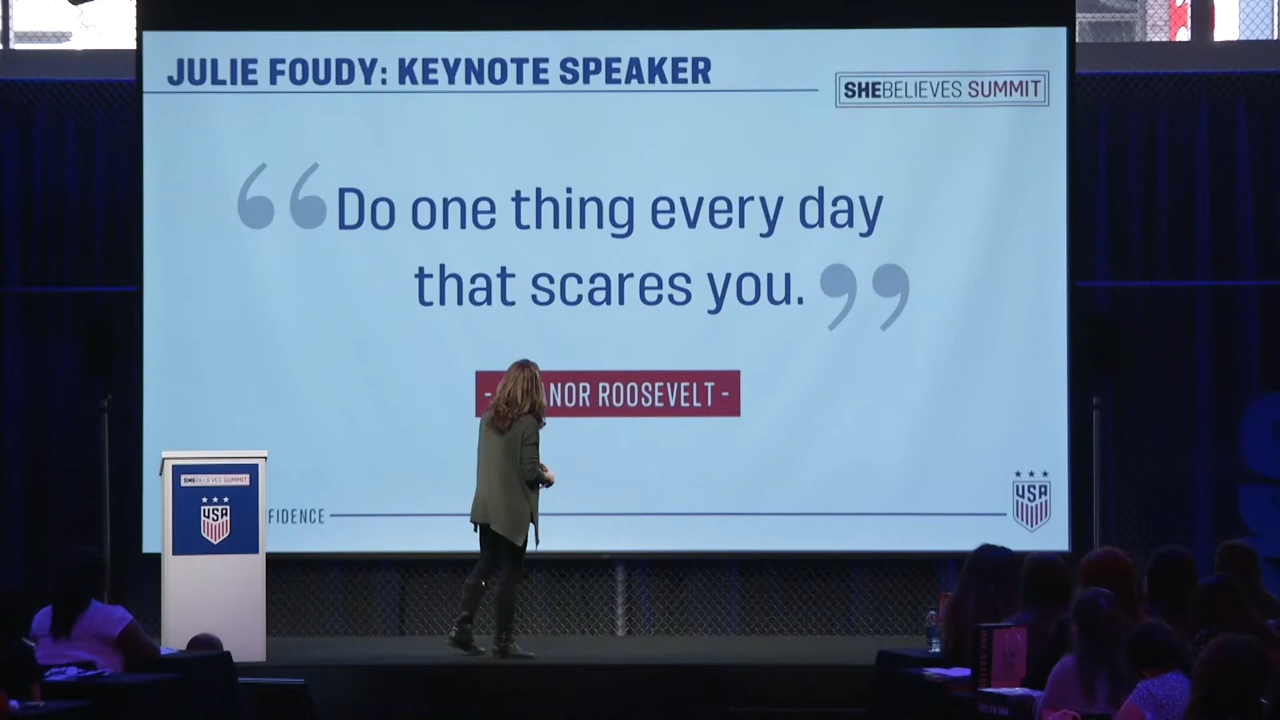 JULIE FOUDY: KEYNOTE SPEAKER
SHEBELIEVES SUMMIT
“Do one thing every day
that scares you.”
- NOR ROOSEVELT -
SHEBELIEVES SUMMIT
USA
FIDENCE
USA